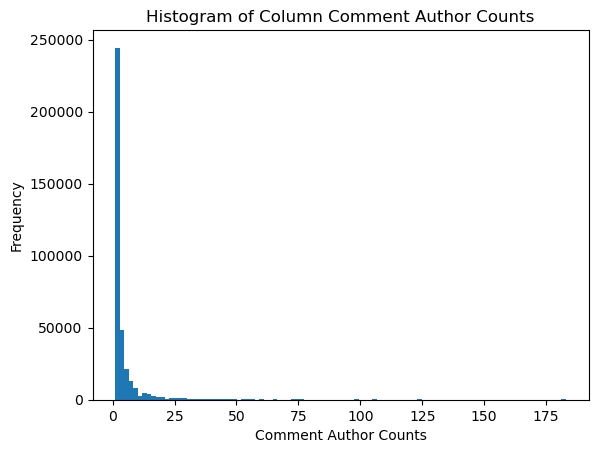 Histogram of Column Comment Author Counts
250000
200000
150000
100000
50000
0
Frequency
0 25 50 75 100 125 150 175
Comment Author Counts